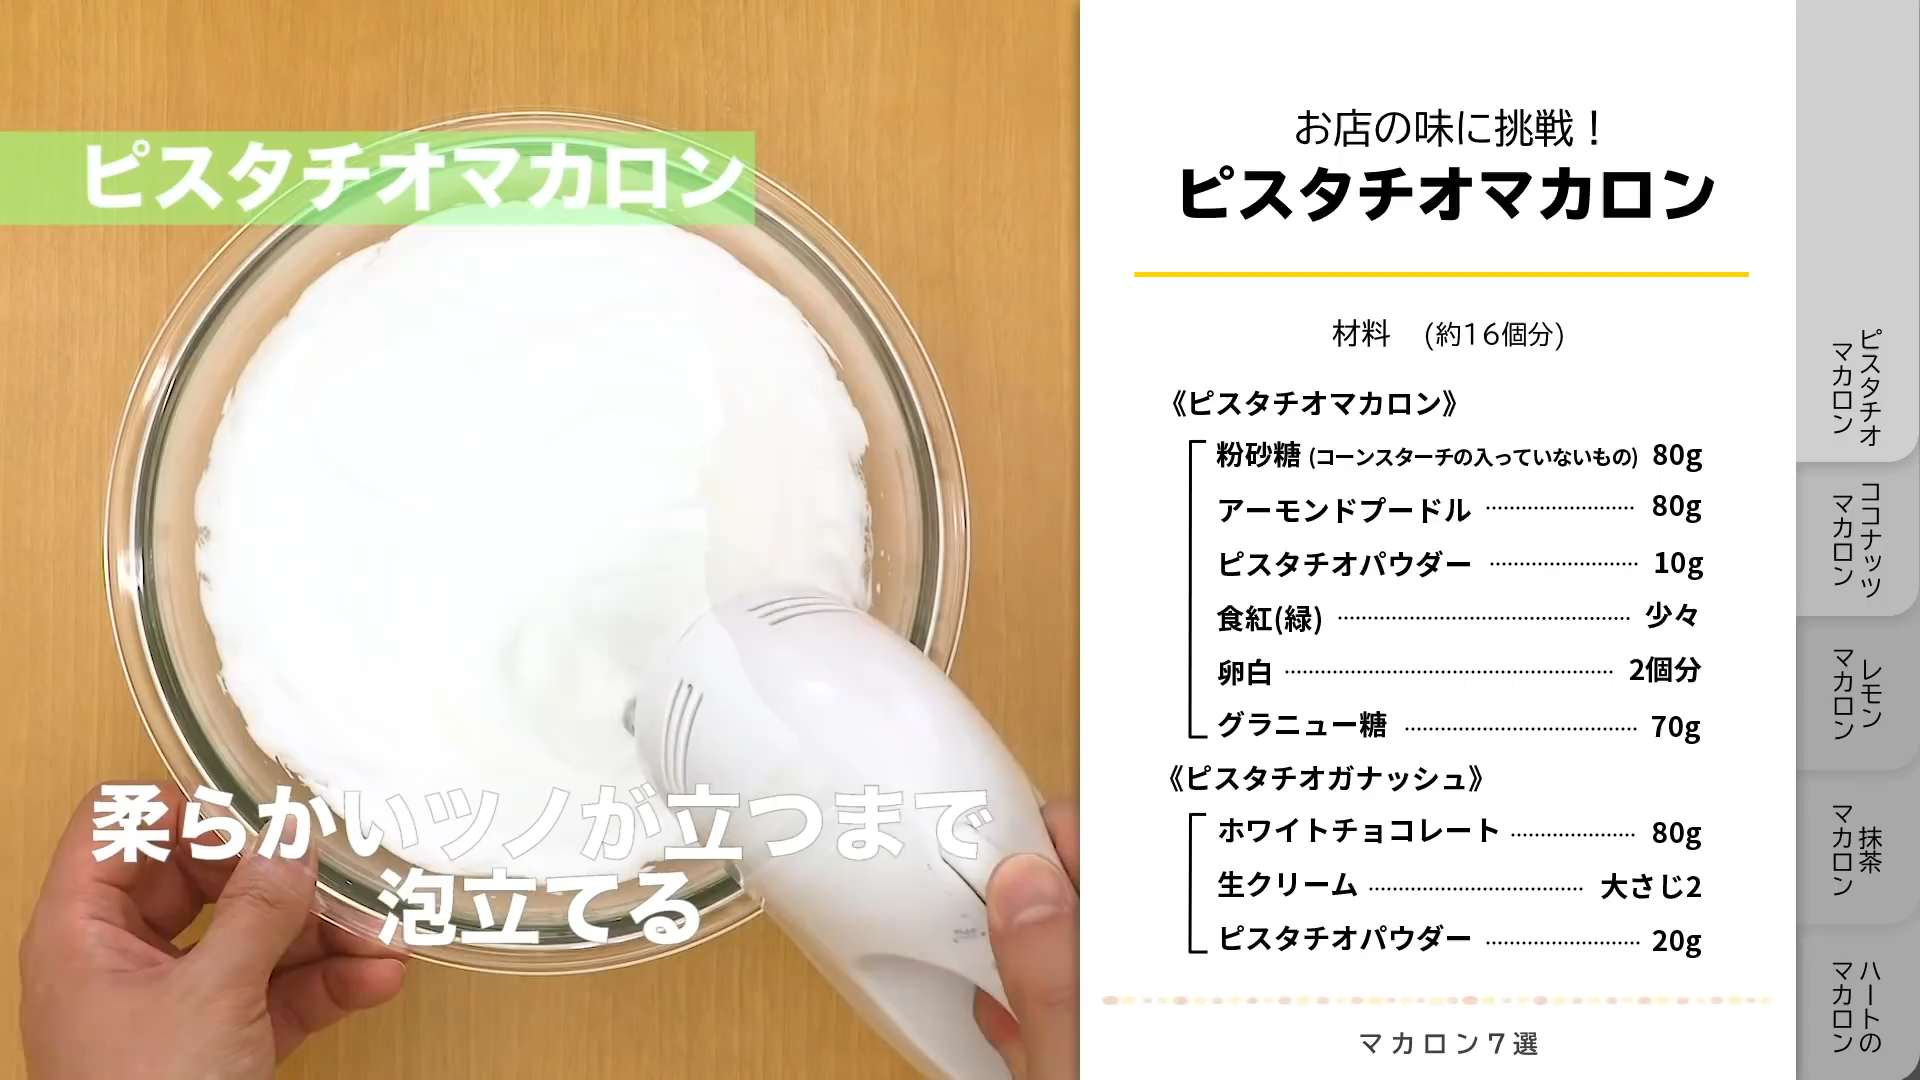 ピスタチオマカロン
柔らかいツノが立つまで
泡立てる
お店の味に挑戦！
ピスタチオマカロン
材料　(約16個分)
《ピスタチオマカロン》
粉砂糖 (コーンスターチの入っていないもの) 80g
アーモンドプードル 80g
ピスタチオパウダー 10g
食紅(緑) 少々
卵白 2個分
グラニュー糖 70g
《ピスタチオガナッシュ》
ホワイトチョコレート 80g
生クリーム 大さじ2
ピスタチオパウダー 20g
マカロン7選
ピスタチオ
マカロン
ココナッツ
マカロン
レモン
マカロン
抹茶
マカロン
ハートの
マカロン